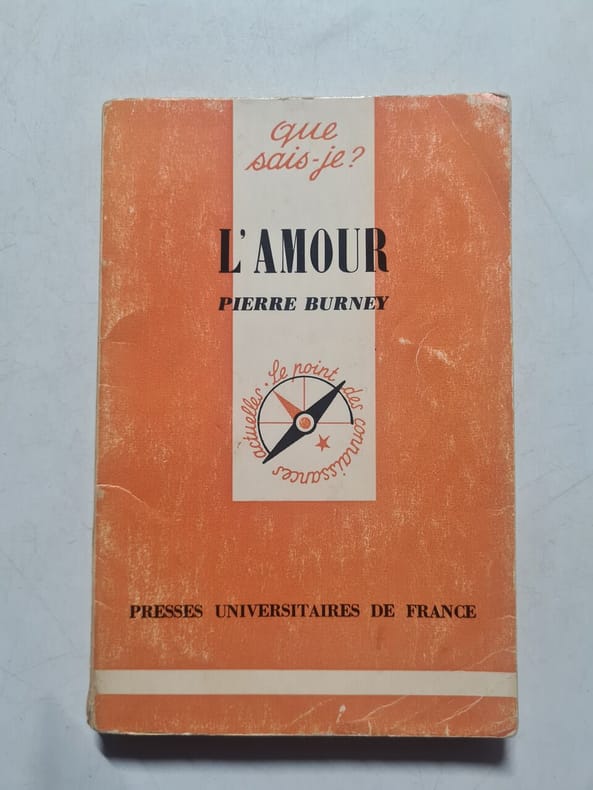 que
sais-je?
L'AMOUR
PIERRE BURNEY
Le point des connaissances actuelles •
PRESSES UNIVERSITAIRES DE FRANCE